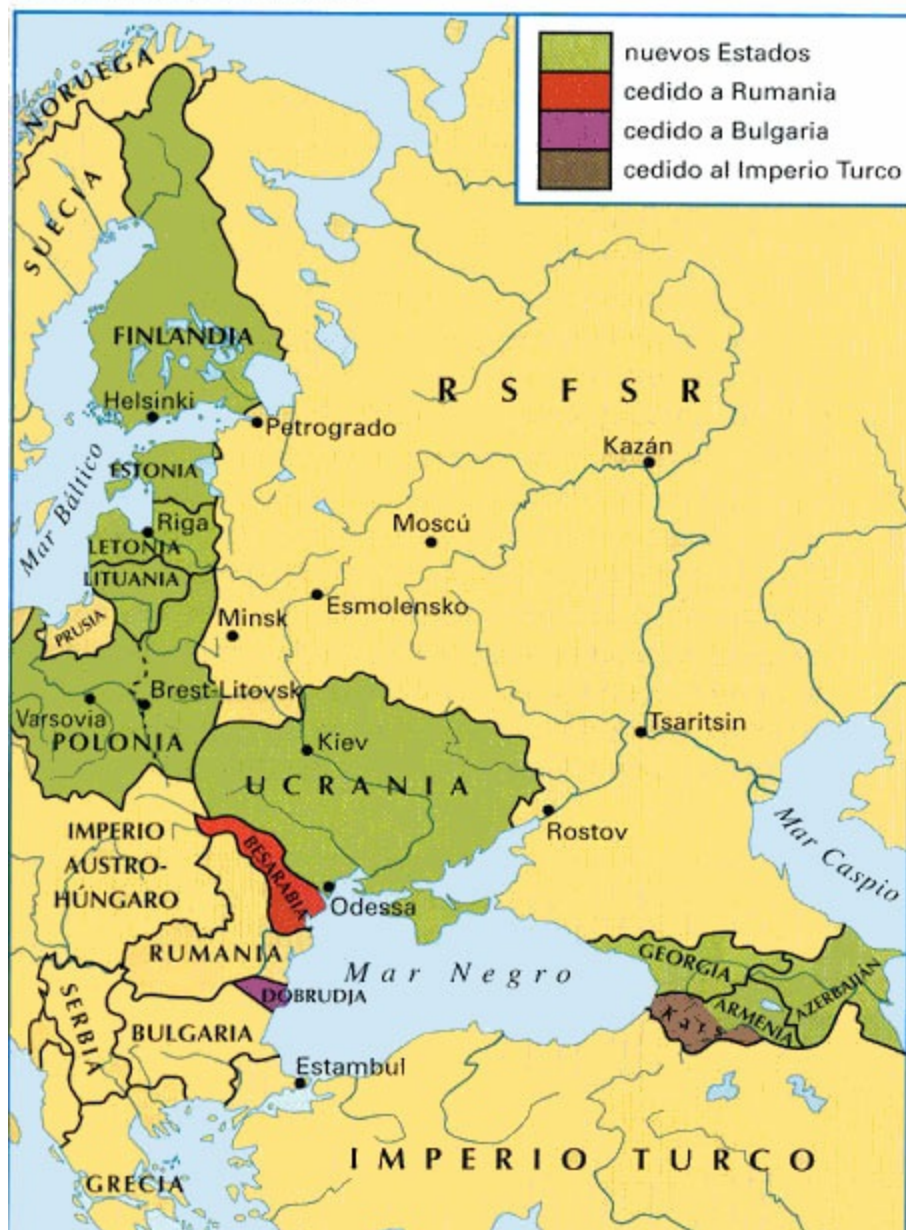 nuevos Estados
cedido a Rumania
cedido a Bulgaria
cedido al Imperio Turco
NORUEGA
SUECIA
FINLANDIA
Helsinki
Petrogrado
R S F S R
Kazán
ESTONIA
Mar Báltico
Riga
LETONIA
Moscú
LITUANIA
Esmolensko
PRUSIA
Minsk
Brest-Litovsk
Varsovia
POLONIA
Kiev
UCRANIA
Tsaritsin
Rostov
Mar Caspio
IMPERIO
AUSTRO-
HÚNGARO
BESARABIA
Odessa
RUMANIA
Mar Negro
GEORGIA
AZERBAIJÁN
ARMENIA
Kars
DOBRUDJA
SERBIA
BULGARIA
Estambul
IMPERIO TURCO
GRECIA